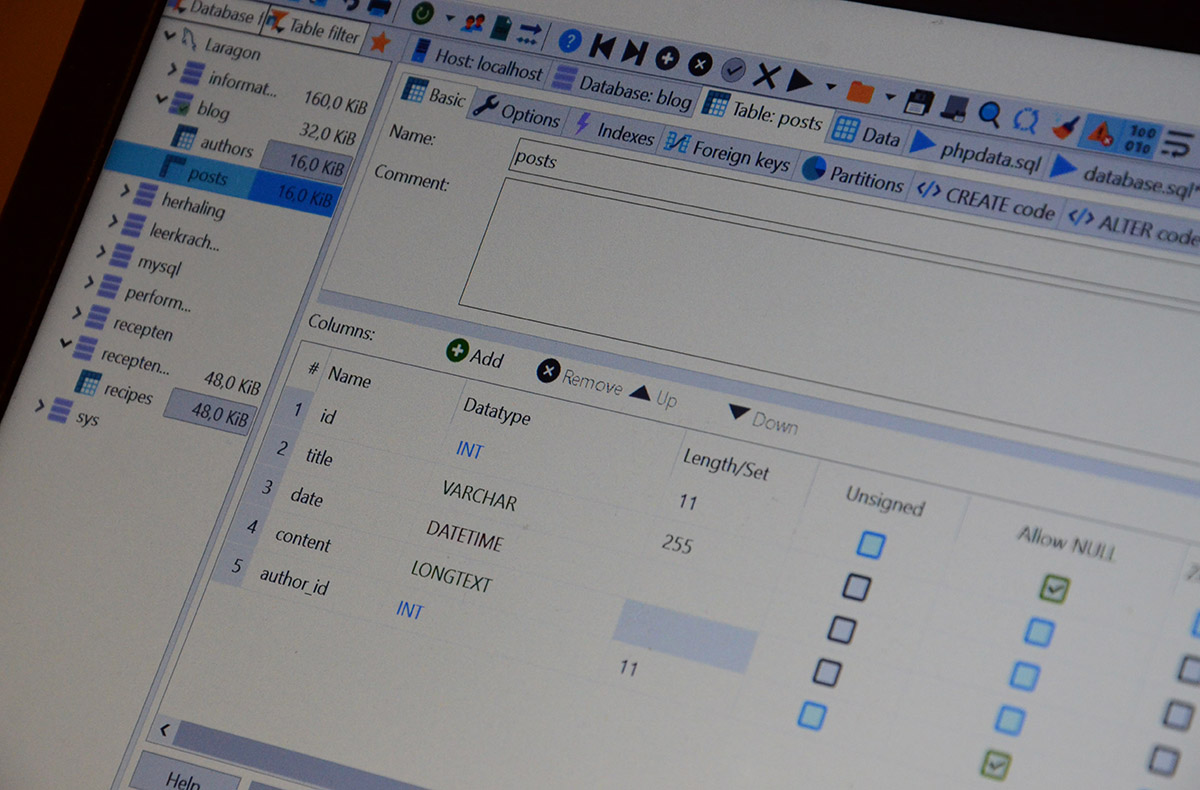 Database f Table filter
Laragon
informat... 160,0 KiB
blog 32,0 KiB
authors 16,0 KiB
posts 16,0 KiB
herhaling
leerkrach...
mysql
perform...
recepten
recepten... 48,0 KiB
recipes 48,0 KiB
sys
Host: localhost Database: blog Table: posts Data phpdata.sql database.sql
Basic Options Indexes Foreign keys Partitions CREATE code ALTER code
Name: posts
Comment:
Columns: Add Remove Up Down
# Name Datatype Length/Set Unsigned Allow NULL
1 id INT 11
2 title VARCHAR 255
3 date DATETIME
4 content LONGTEXT
5 author_id INT 11
Help